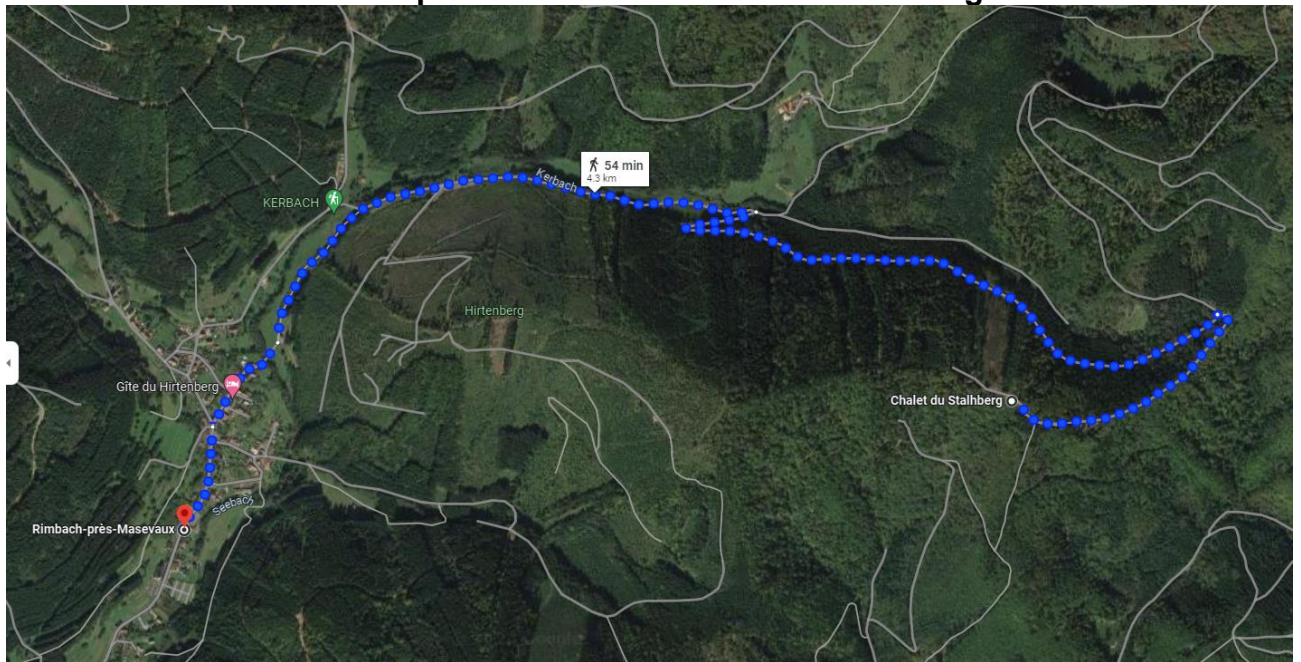 54 min
4.3 km
Kerbach
KERBACH
Hirtenberg
Gîte du Hirtenberg
Chalet du Stalhberg
Seebach
Rimbach-près-Masevaux